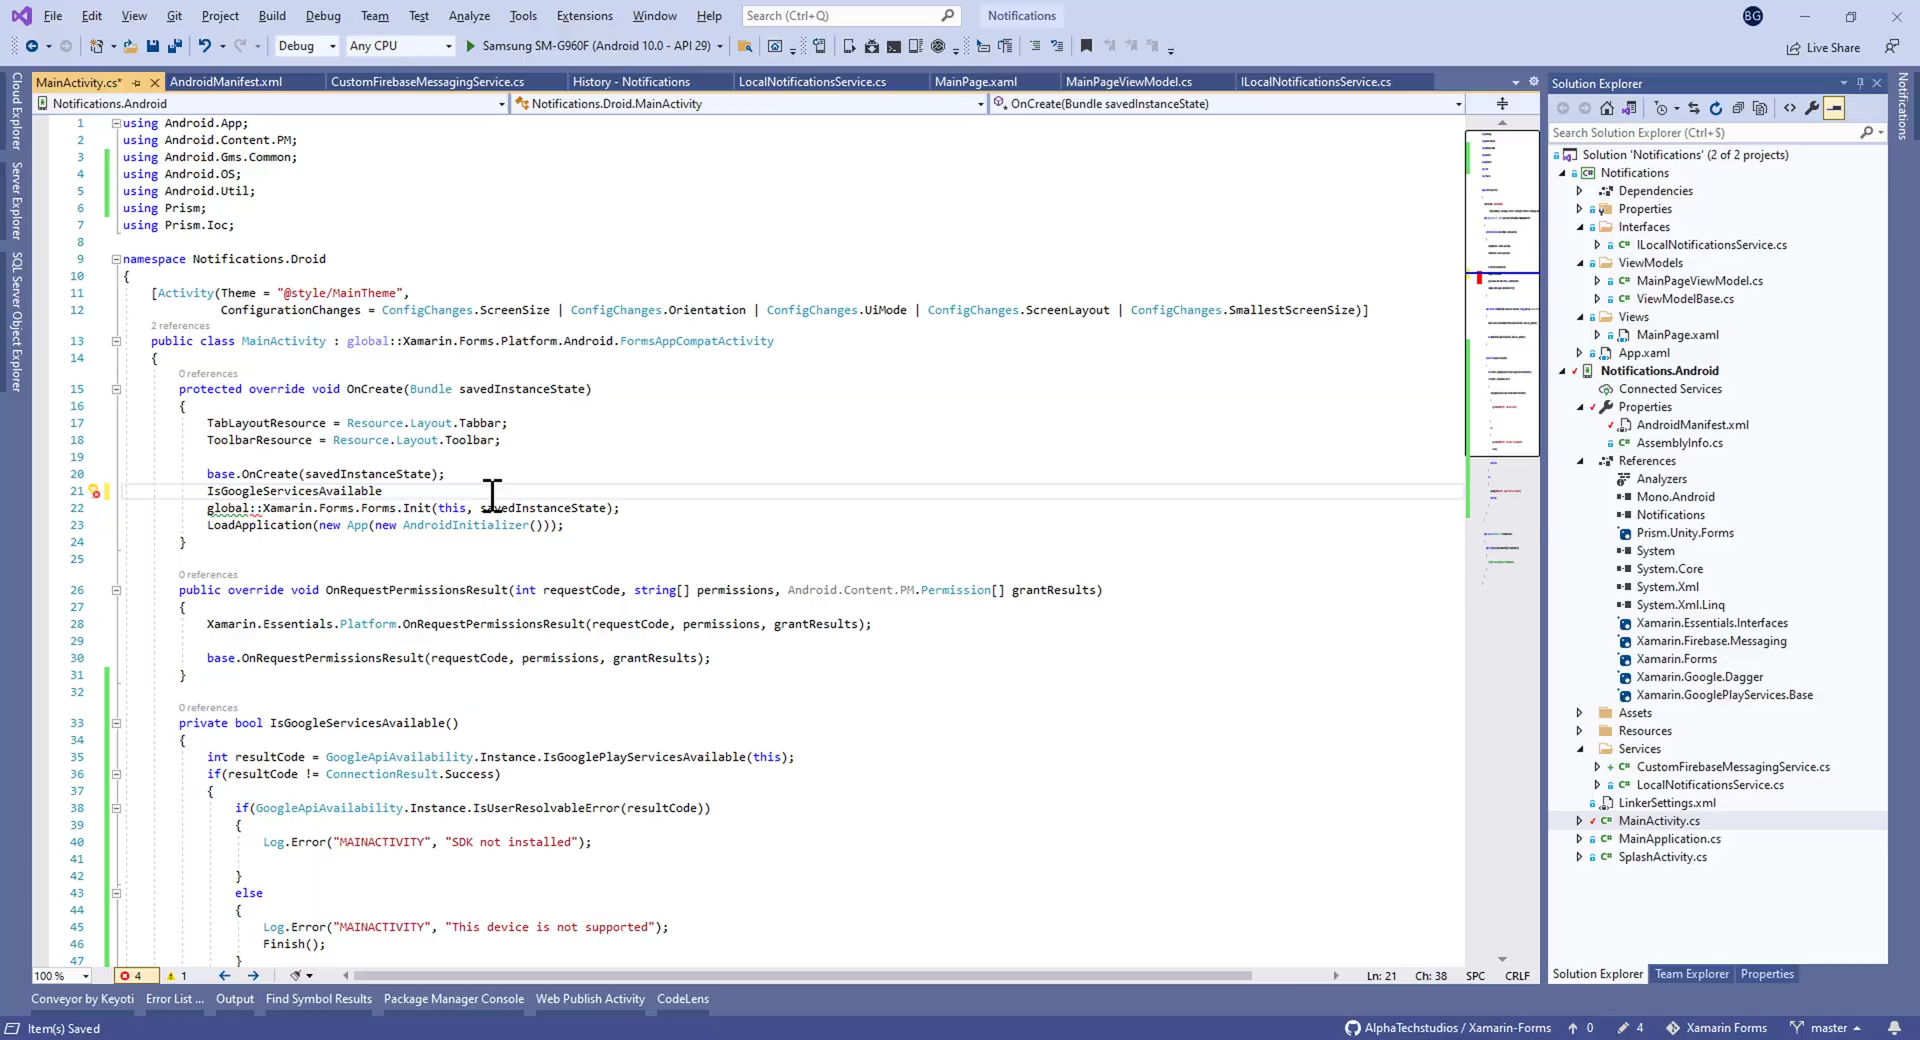 File Edit View Git Project Build Debug Team Test Analyze Tools Extensions Window Help Search (Ctrl+Q) Notifications BG
Debug Any CPU Samsung SM-G960F (Android 10.0 - API 29) Live Share
MainActivity.cs* AndroidManifest.xml CustomFirebaseMessagingService.cs History - Notifications LocalNotificationsService.cs MainPage.xaml MainPageViewModel.cs ILocalNotificationsService.cs
Notifications.Android Notifications.Droid.MainActivity OnCreate(Bundle savedInstanceState)
Cloud Explorer
Server Explorer
SQL Server Object Explorer
1 using Android.App;
2 using Android.Content.PM;
3 using Android.Gms.Common;
4 using Android.OS;
5 using Android.Util;
6 using Prism;
7 using Prism.Ioc;
8
9 namespace Notifications.Droid
10 {
11 [Activity(Theme = "@style/MainTheme",
12 ConfigurationChanges = ConfigChanges.ScreenSize | ConfigChanges.Orientation | ConfigChanges.UiMode | ConfigChanges.ScreenLayout | ConfigChanges.SmallestScreenSize)]
2 references
13 public class MainActivity : global::Xamarin.Forms.Platform.Android.FormsAppCompatActivity
14 {
0 references
15 protected override void OnCreate(Bundle savedInstanceState)
16 {
17 TabLayoutResource = Resource.Layout.Tabbar;
18 ToolbarResource = Resource.Layout.Toolbar;
19
20 base.OnCreate(savedInstanceState);
21 IsGoogleServicesAvailable
22 global::Xamarin.Forms.Forms.Init(this, savedInstanceState);
23 LoadApplication(new App(new AndroidInitializer()));
24 }
25
0 references
26 public override void OnRequestPermissionsResult(int requestCode, string[] permissions, Android.Content.PM.Permission[] grantResults)
27 {
28 Xamarin.Essentials.Platform.OnRequestPermissionsResult(requestCode, permissions, grantResults);
29
30 base.OnRequestPermissionsResult(requestCode, permissions, grantResults);
31 }
32
0 references
33 private bool IsGoogleServicesAvailable()
34 {
35 int resultCode = GoogleApiAvailability.Instance.IsGooglePlayServicesAvailable(this);
36 if(resultCode != ConnectionResult.Success)
37 {
38 if(GoogleApiAvailability.Instance.IsUserResolvableError(resultCode))
39 {
40 Log.Error("MAINACTIVITY", "SDK not installed");
41
42 }
43 else
44 {
45 Log.Error("MAINACTIVITY", "This device is not supported");
46 Finish();
47 }
100 % 4 1 Ln: 21 Ch: 38 SPC CRLF
Solution Explorer
Search Solution Explorer (Ctrl+$)
Solution 'Notifications' (2 of 2 projects)
Notifications
Dependencies
Properties
Interfaces
ILocalNotificationsService.cs
ViewModels
MainPageViewModel.cs
ViewModelBase.cs
Views
MainPage.xaml
App.xaml
Notifications.Android
Connected Services
Properties
AndroidManifest.xml
AssemblyInfo.cs
References
Analyzers
Mono.Android
Notifications
Prism.Unity.Forms
System
System.Core
System.Xml
System.Xml.Linq
Xamarin.Essentials.Interfaces
Xamarin.Firebase.Messaging
Xamarin.Forms
Xamarin.Google.Dagger
Xamarin.GooglePlayServices.Base
Assets
Resources
Services
CustomFirebaseMessagingService.cs
LocalNotificationsService.cs
LinkerSettings.xml
MainActivity.cs
MainApplication.cs
SplashActivity.cs
Solution Explorer Team Explorer Properties
Notifications
Conveyor by Keyoti Error List ... Output Find Symbol Results Package Manager Console Web Publish Activity CodeLens
Item(s) Saved AlphaTechstudios / Xamarin-Forms 0 4 Xamarin Forms master